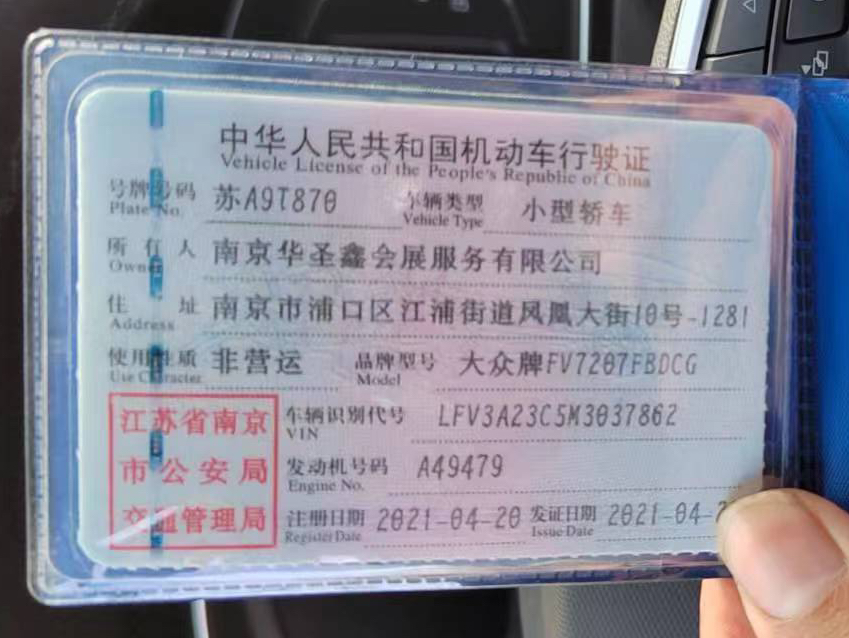 中华人民共和国机动车行驶证
Vehicle License of the People's Republic of China
号牌号码 苏A9T870 车辆类型 小型轿车
Plate No. Vehicle Type
所有人 南京华圣鑫会展服务有限公司
Owner
住址 南京市浦口区江浦街道凤凰大街10号-1281
Address
使用性质 非营运 品牌型号 大众牌FV7207FBDCG
Use Character Model
江苏省南京
市公安局
交通管理局
车辆识别代号 LFV3A23C5M3037862
VIN
发动机号码 A49479
Engine No.
注册日期 2021-04-20 发证日期 2021-04-
Register Date Issue Date